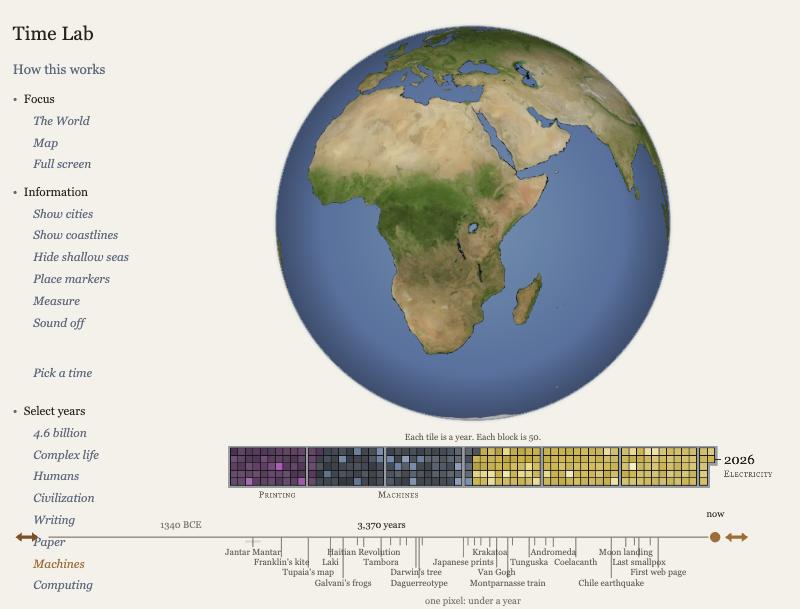 Time Lab
How this works
• Focus
The World
Map
Full screen
• Information
Show cities
Show coastlines
Hide shallow seas
Place markers
Measure
Sound off
Pick a time
• Select years
4.6 billion
Complex life
Humans
Civilization
Writing
Paper
Machines
Computing
Each tile is a year. Each block is 50.
2026
Electricity
Printing Machines
now
1340 BCE 3,370 years
Jantar Mantar Haitian Revolution Krakatoa Andromeda Moon landing
Franklin's kite Laki Tambora Japanese prints Tunguska Coelacanth Last smallpox
Tupaia's map Darwin's tree Van Gogh First web page
Galvani's frogs Daguerreotype Montparnasse train Chile earthquake
one pixel: under a year